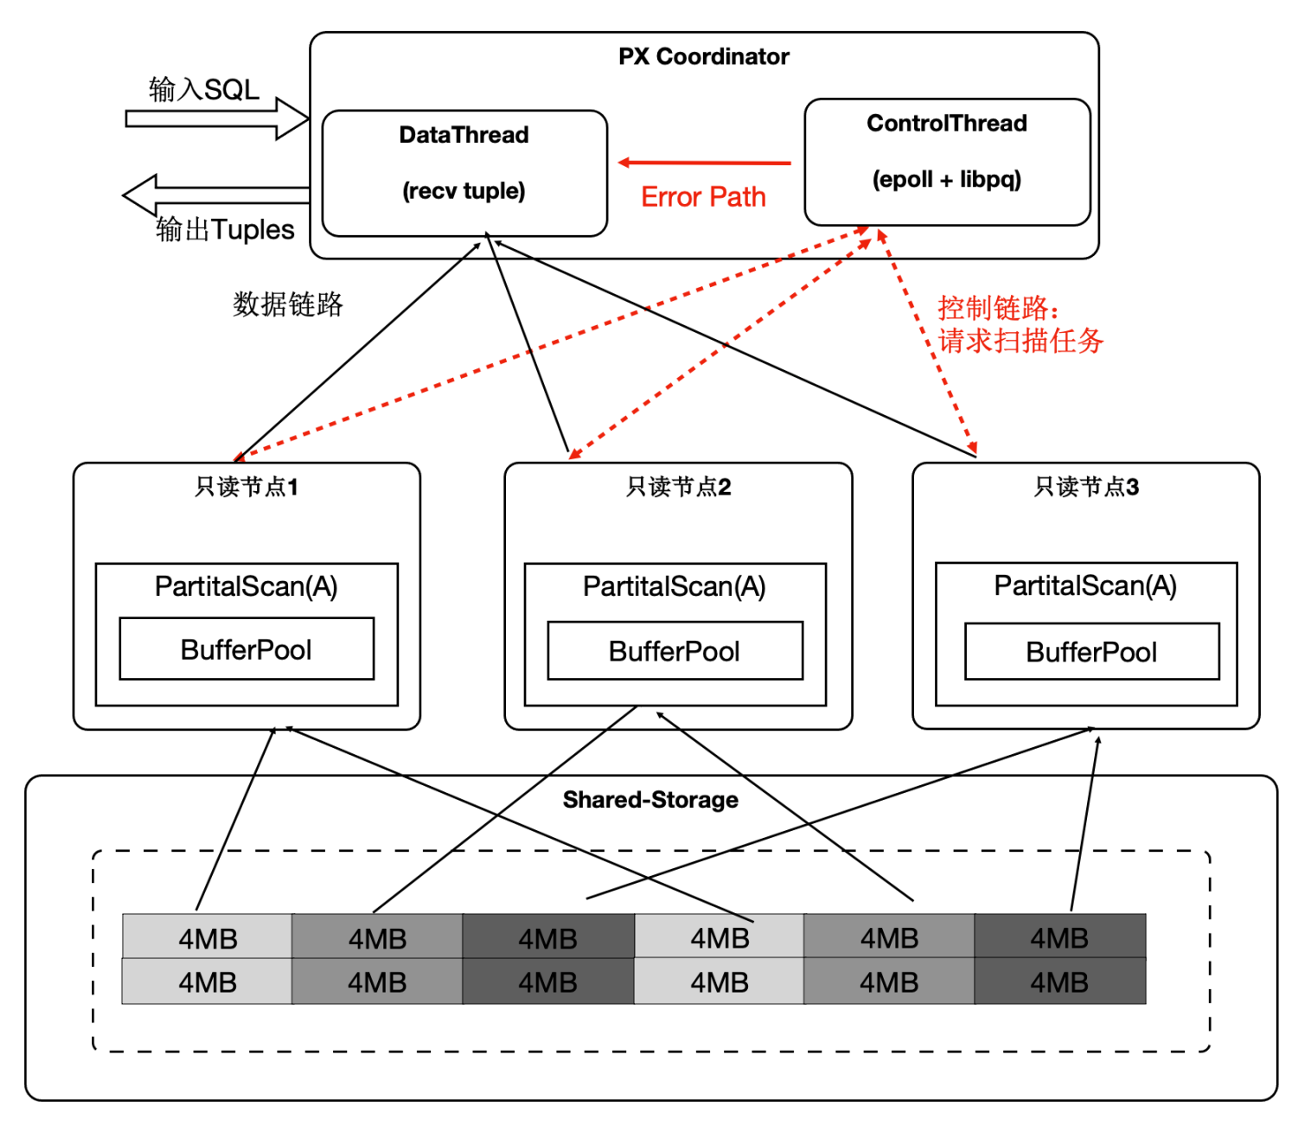 PX Coordinator
输入SQL
输出Tuples
DataThread
(recv tuple)
Error Path
ControlThread
(epoll + libpq)
数据链路
控制链路：
请求扫描任务
只读节点1
PartitalScan(A)
BufferPool
只读节点2
PartitalScan(A)
BufferPool
只读节点3
PartitalScan(A)
BufferPool
Shared-Storage
4MB 4MB 4MB 4MB 4MB 4MB
4MB 4MB 4MB 4MB 4MB 4MB